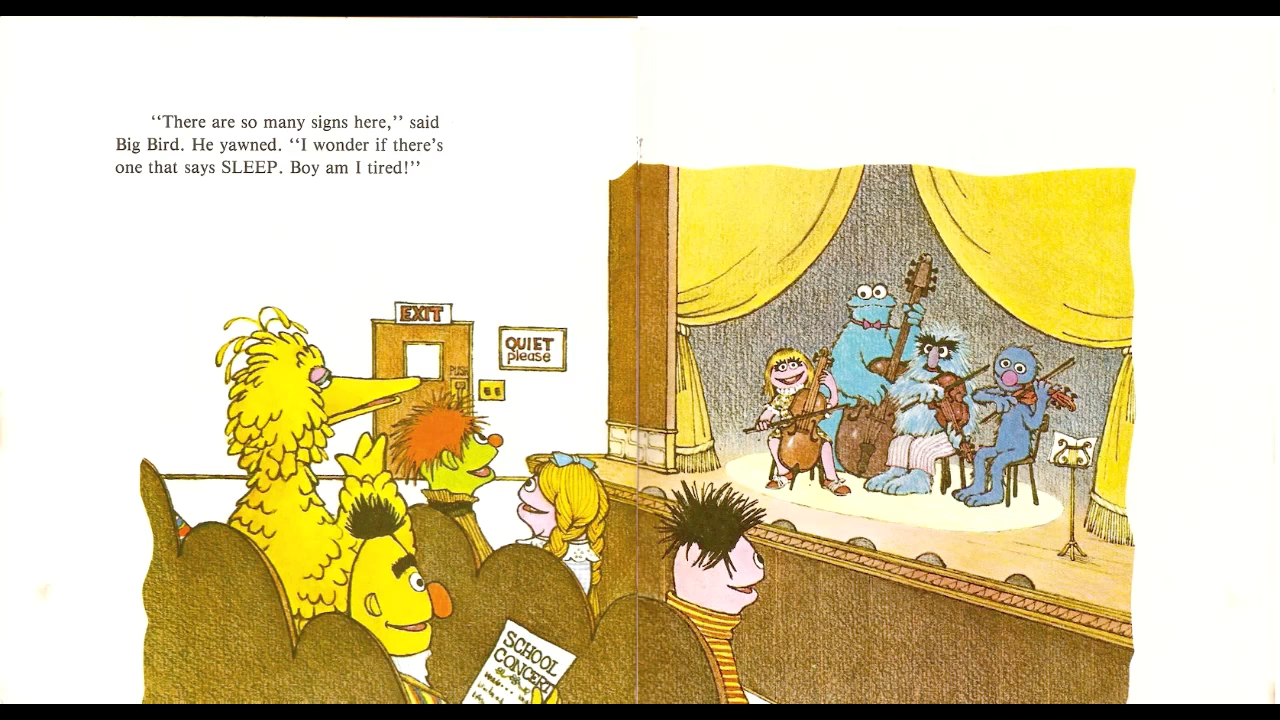 “There are so many signs here,” said
Big Bird. He yawned. “I wonder if there’s
one that says SLEEP. Boy am I tired!”
EXIT
QUIET
please
PUSH
SCHOOL
CONCERT